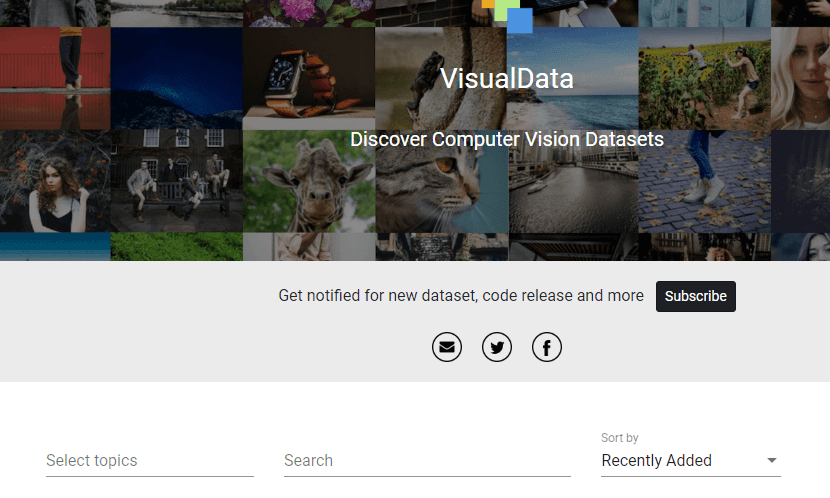 VisualData
Discover Computer Vision Datasets
Get notified for new dataset, code release and more
Subscribe
Sort by
Select topics
Search
Recently Added